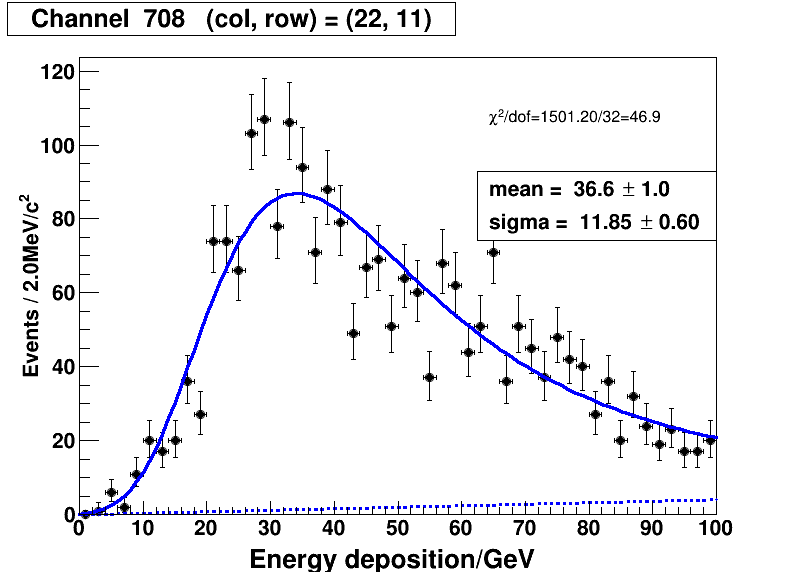 Channel 708 (col, row) = (22, 11)
120
100
80
60
40
20
0
Events / 2.0MeV/c²
χ²/dof=1501.20/32=46.9
mean = 36.6 ± 1.0
sigma = 11.85 ± 0.60
0 10 20 30 40 50 60 70 80 90 100
Energy deposition/GeV